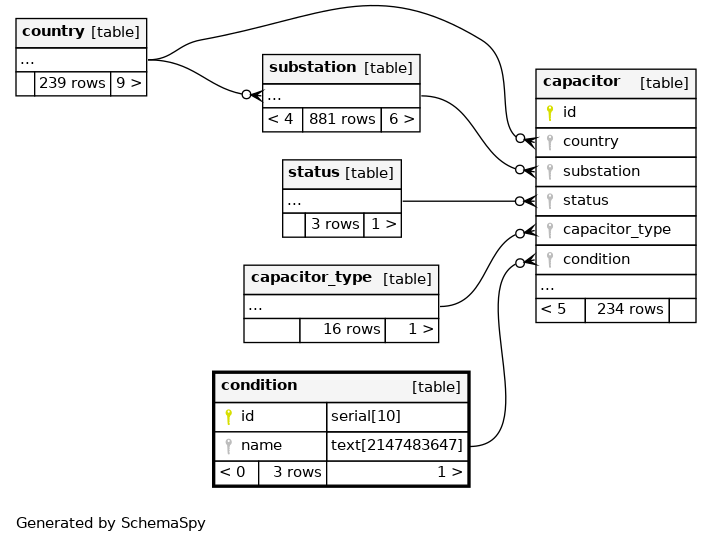 country [table]
...
239 rows 9 >
substation [table]
...
< 4 881 rows 6 >
status [table]
...
3 rows 1 >
capacitor_type [table]
...
16 rows 1 >
condition [table]
id serial[10]
name text[2147483647]
< 0 3 rows 1 >
capacitor [table]
id
country
substation
status
capacitor_type
condition
...
< 5 234 rows
Generated by SchemaSpy